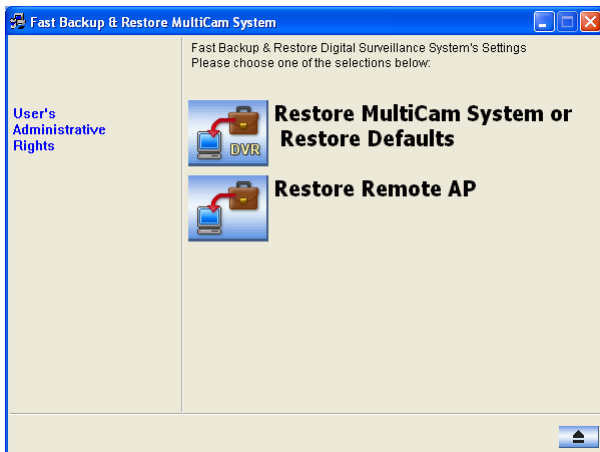 Fast Backup & Restore MultiCam System
Fast Backup & Restore Digital Surveillance System's Settings
Please choose one of the selections below:
User's
Administrative
Rights
DVR
Restore MultiCam System or
Restore Defaults
Restore Remote AP